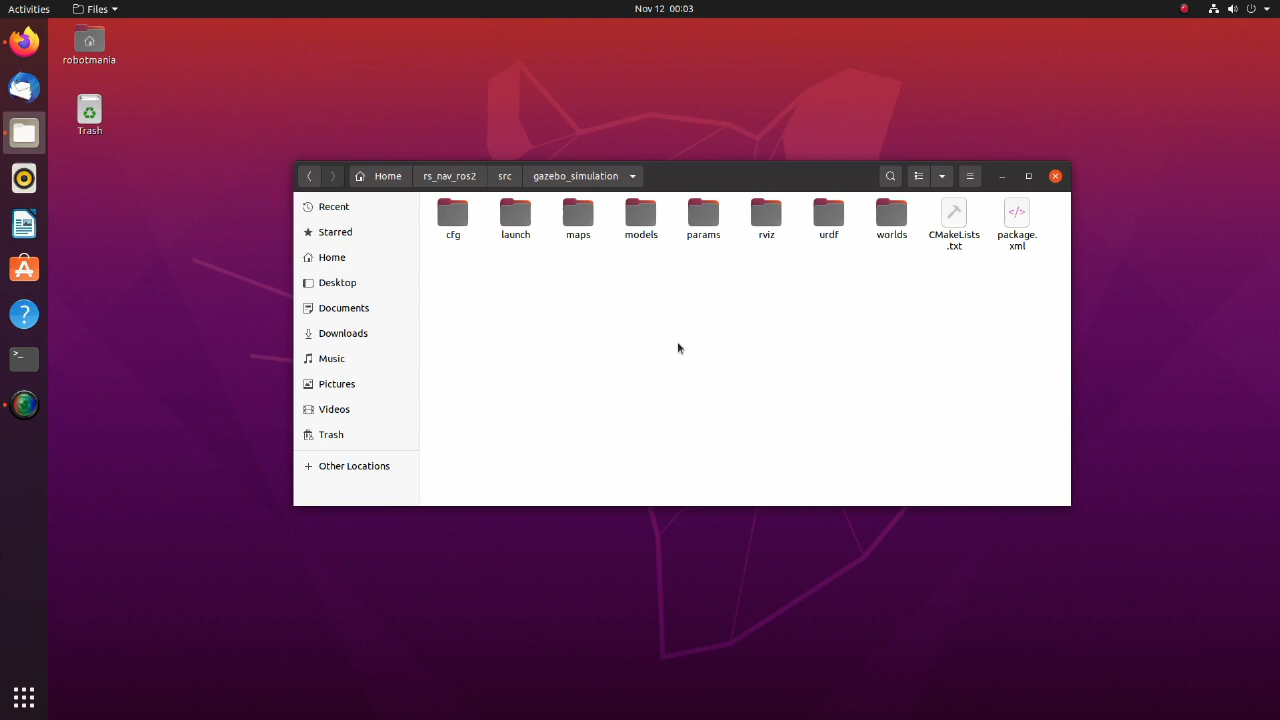 Activities
Files
Nov 12 00:03
robotmania
Trash
Home
rs_nav_ros2
src
gazebo_simulation
Recent
Starred
Home
Desktop
Documents
Downloads
Music
Pictures
Videos
Trash
+ Other Locations
cfg
launch
maps
models
params
rviz
urdf
worlds
CMakeLists
.txt
</>
package.
xml
?
>_